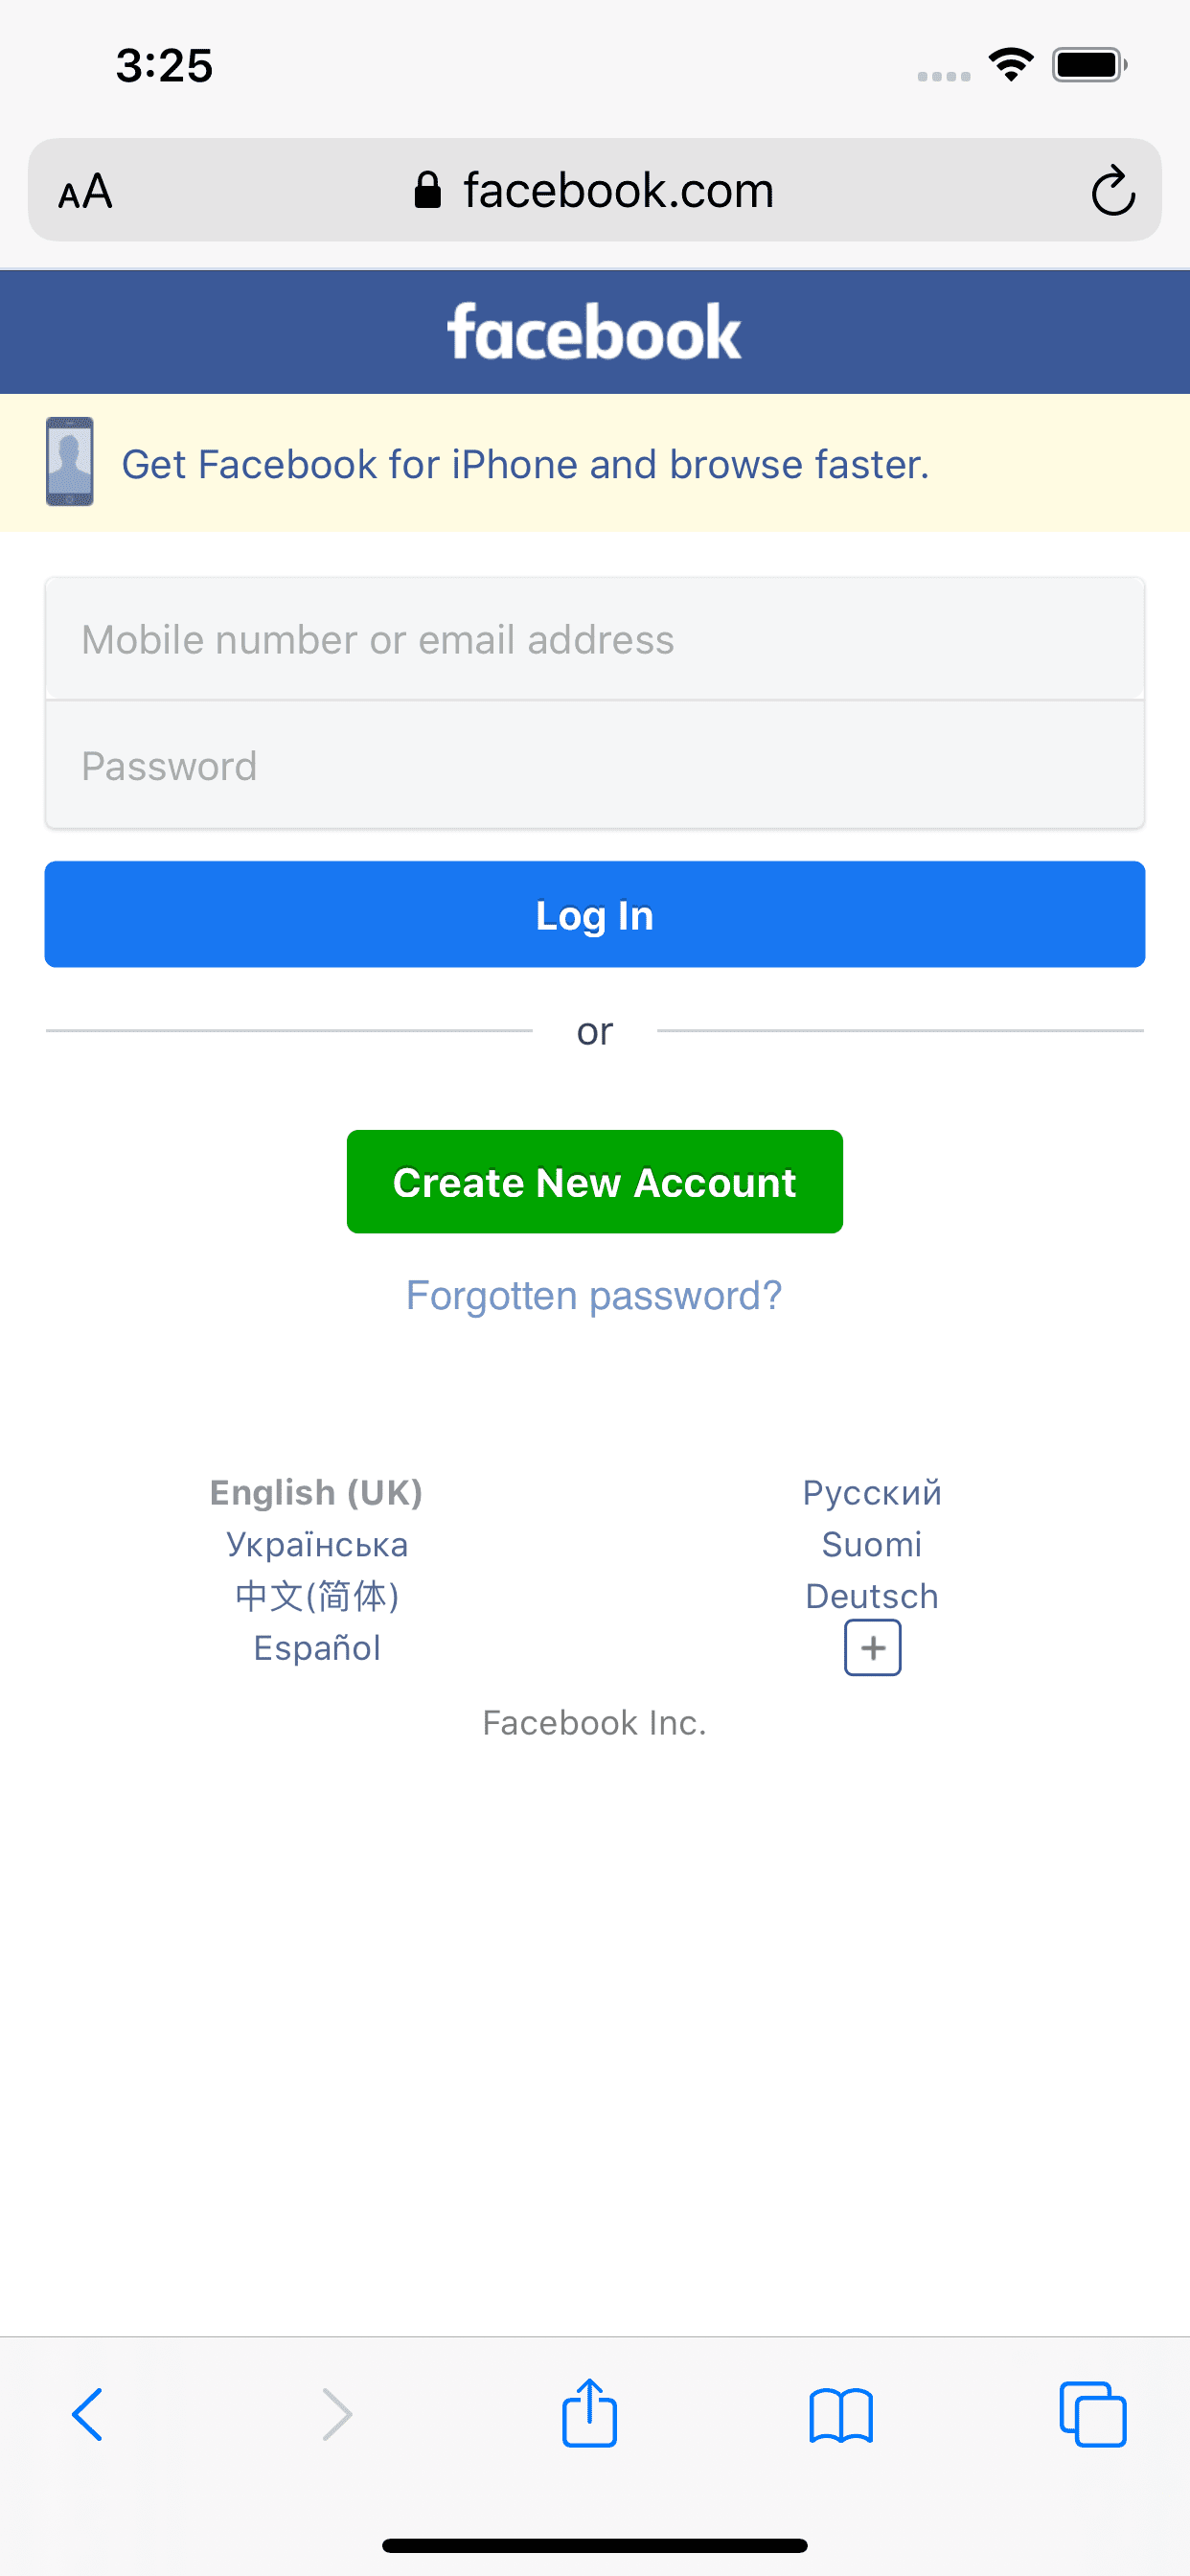 3:25
AA
facebook.com
facebook
Get Facebook for iPhone and browse faster.
Mobile number or email address
Password
Log In
or
Create New Account
Forgotten password?
English (UK)
Русский
Українська
Suomi
中文(简体)
Deutsch
Español
+
Facebook Inc.